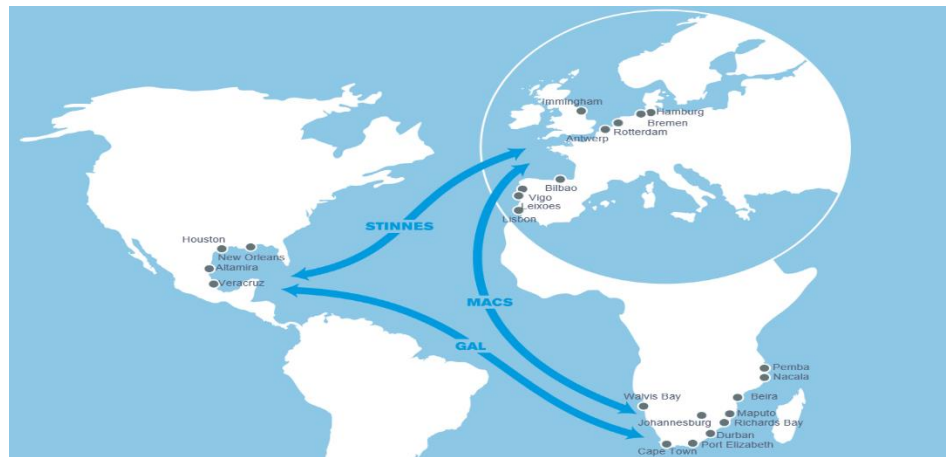 Immingham
Hamburg
Bremen
Rotterdam
Antwerp
Bilbao
Vigo
Leixoes
Lisbon
STINNES
Houston
New Orleans
Altamira
Veracruz
MACS
GAL
Pemba
Nacala
Beira
Walvis Bay
Maputo
Johannesburg
Richards Bay
Durban
Port Elizabeth
Cape Town